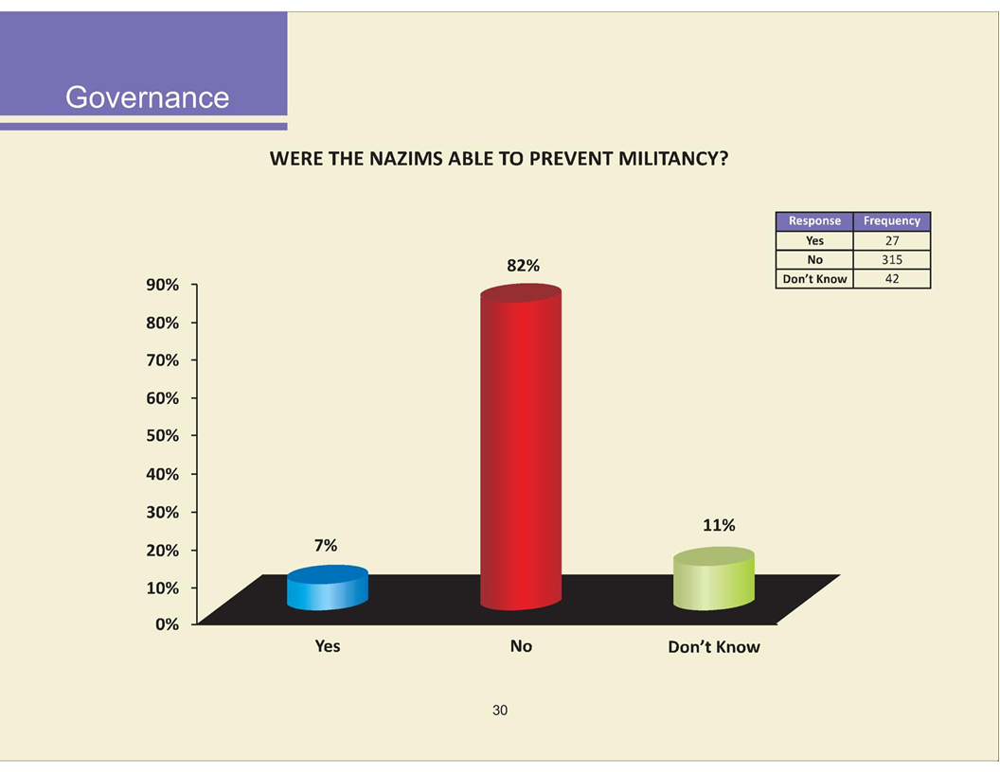 Governance
WERE THE NAZIMS ABLE TO PREVENT MILITANCY?
Response Frequency
Yes 27
No 315
Don't Know 42
82%
90%
80%
70%
60%
50%
40%
30%
20%
10%
0%
7%
11%
Yes No Don't Know
30